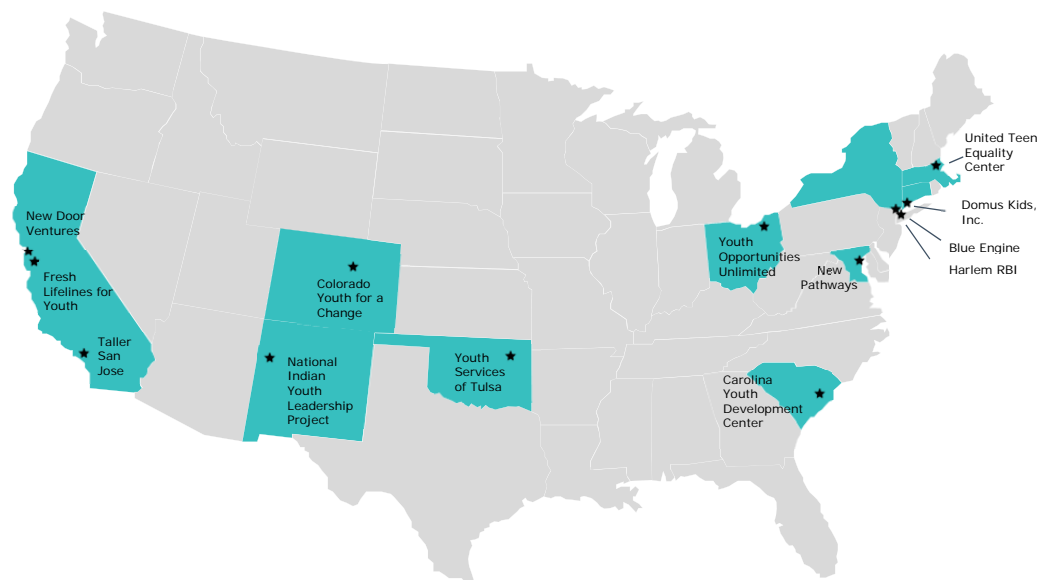 New Door
Ventures
Fresh
Lifelines for
Youth
Taller
San
Jose
Colorado
Youth for a
Change
National
Indian
Youth
Leadership
Project
Youth
Services
of Tulsa
Youth
Opportunities
Unlimited
New
Pathways
Carolina
Youth
Development
Center
United Teen
Equality
Center
Domus Kids,
Inc.
Blue Engine
Harlem RBI